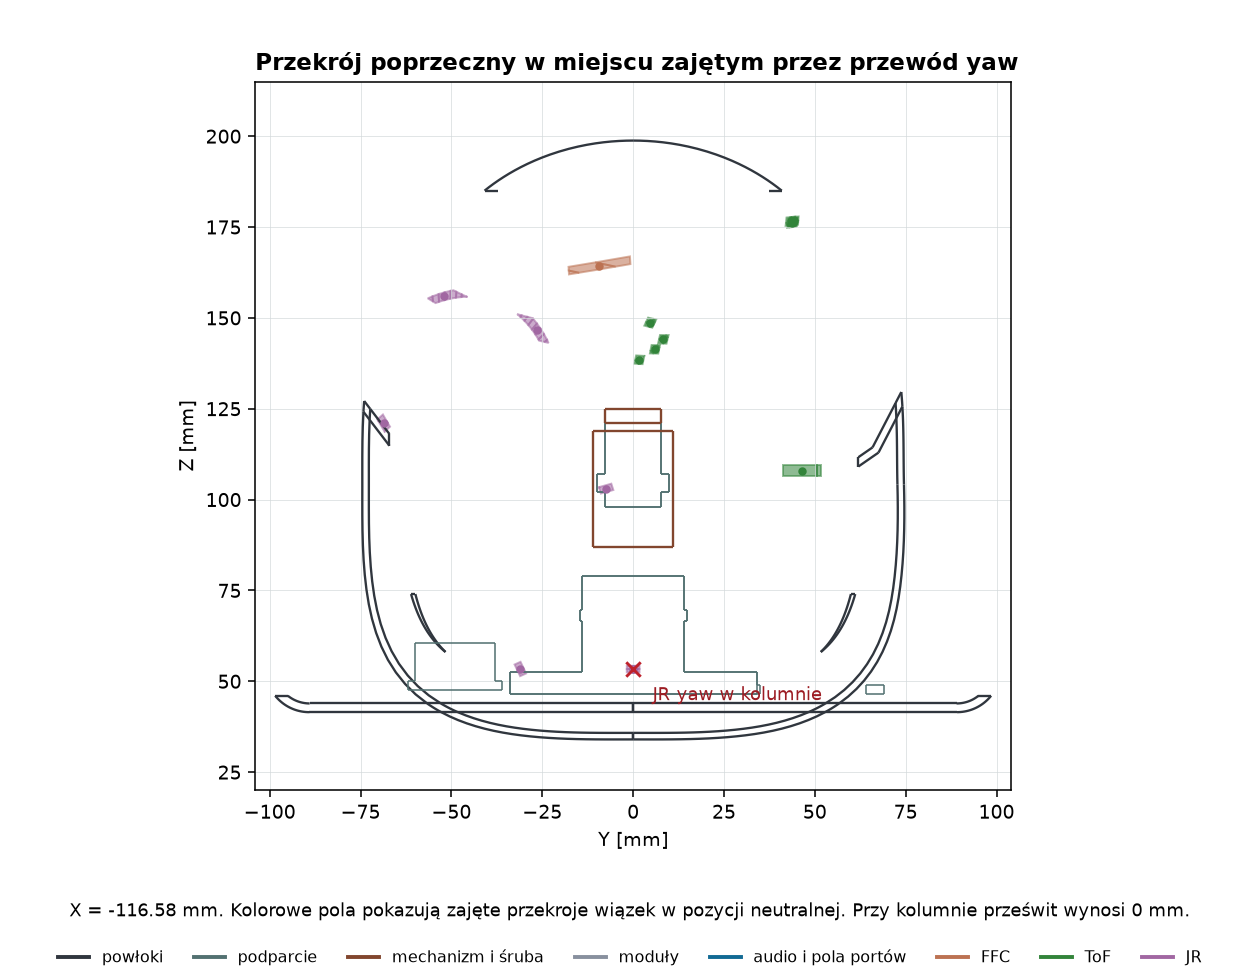 Przekrój poprzeczny w miejscu zajętym przez przewód yaw
200
175
150
125
100
75
50
25
Z [mm]
JR yaw w kolumnie
−100 −75 −50 −25 0 25 50 75 100
Y [mm]
X = -116.58 mm. Kolorowe pola pokazują zajęte przekroje wiązek w pozycji neutralnej. Przy kolumnie prześwit wynosi 0 mm.
powłoki podparcie mechanizm i śruba moduły audio i pola portów FFC ToF JR